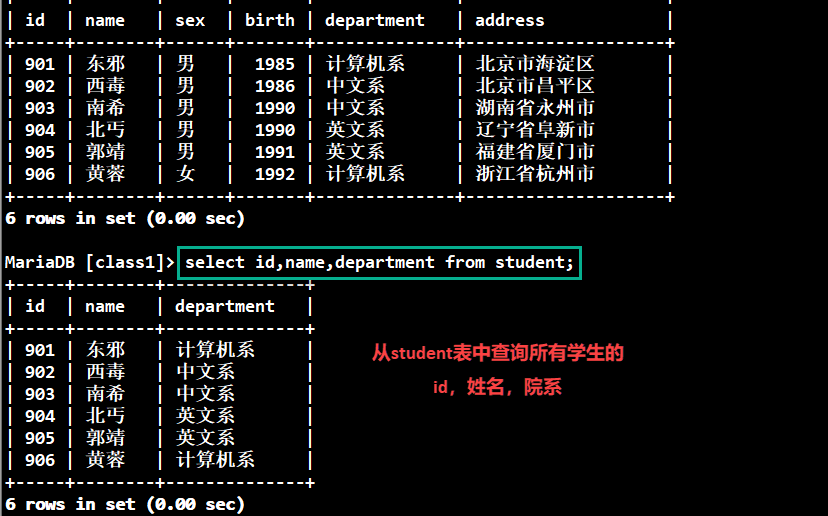 | id | name | sex | birth | department | address |
+-----+--------+------+-------+--------------+--------------------+
| 901 | 东邪 | 男 | 1985 | 计算机系 | 北京市海淀区 |
| 902 | 西毒 | 男 | 1986 | 中文系 | 北京市昌平区 |
| 903 | 南希 | 男 | 1990 | 中文系 | 湖南省永州市 |
| 904 | 北丐 | 男 | 1990 | 英文系 | 辽宁省阜新市 |
| 905 | 郭靖 | 男 | 1991 | 英文系 | 福建省厦门市 |
| 906 | 黄蓉 | 女 | 1992 | 计算机系 | 浙江省杭州市 |
+-----+--------+------+-------+--------------+--------------------+
6 rows in set (0.00 sec)
MariaDB [class1]> select id,name,department from student;
+-----+--------+--------------+
| id | name | department |
+-----+--------+--------------+
| 901 | 东邪 | 计算机系 |
| 902 | 西毒 | 中文系 |
| 903 | 南希 | 中文系 |
| 904 | 北丐 | 英文系 |
| 905 | 郭靖 | 英文系 |
| 906 | 黄蓉 | 计算机系 |
+-----+--------+--------------+
6 rows in set (0.00 sec)
从student表中查询所有学生的
id，姓名，院系